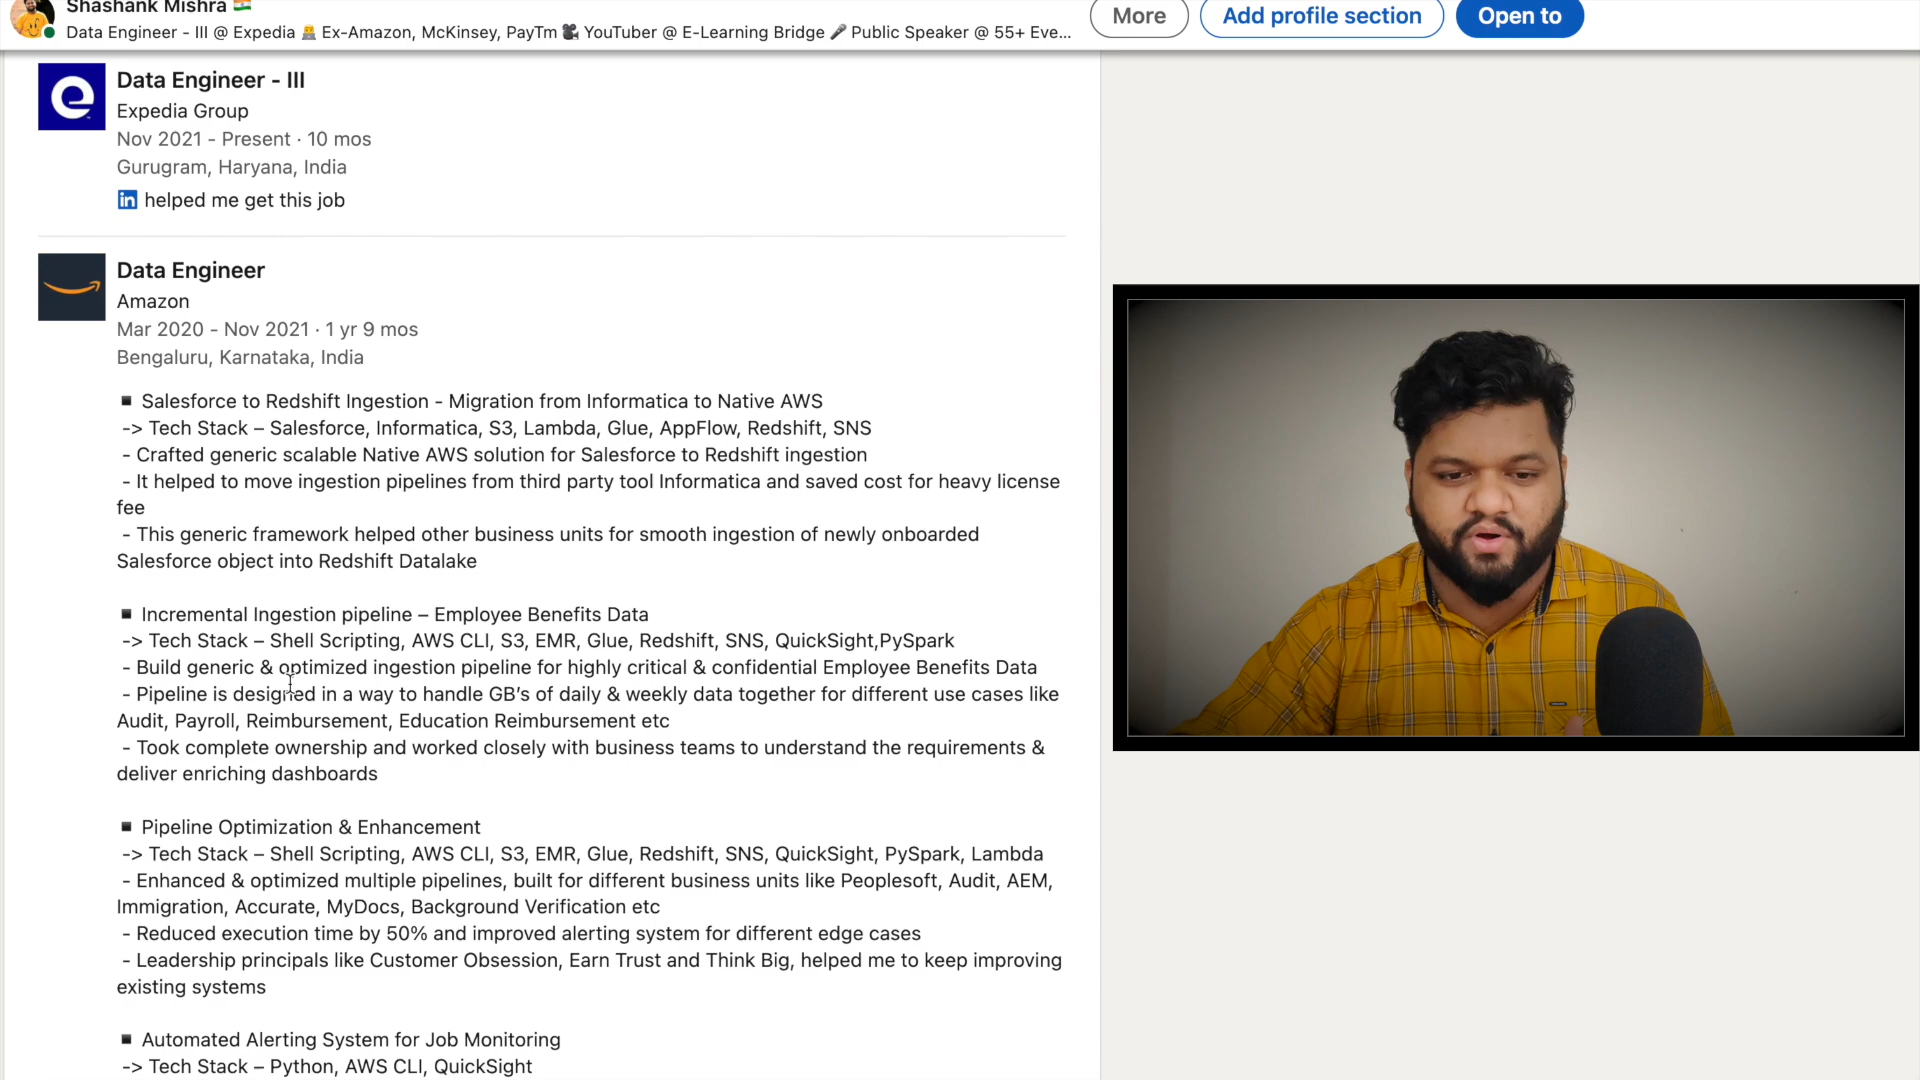 Shashank Mishra 🇮🇳
Data Engineer - III @ Expedia 👨‍💻 Ex-Amazon, McKinsey, PayTm 🎥 YouTuber @ E-Learning Bridge 🎤 Public Speaker @ 55+ Eve...
More
Add profile section
Open to
Data Engineer - III
Expedia Group
Nov 2021 - Present · 10 mos
Gurugram, Haryana, India
in helped me get this job
Data Engineer
Amazon
Mar 2020 - Nov 2021 · 1 yr 9 mos
Bengaluru, Karnataka, India
▪ Salesforce to Redshift Ingestion - Migration from Informatica to Native AWS
-> Tech Stack – Salesforce, Informatica, S3, Lambda, Glue, AppFlow, Redshift, SNS
- Crafted generic scalable Native AWS solution for Salesforce to Redshift ingestion
- It helped to move ingestion pipelines from third party tool Informatica and saved cost for heavy license
fee
- This generic framework helped other business units for smooth ingestion of newly onboarded
Salesforce object into Redshift Datalake
▪ Incremental Ingestion pipeline – Employee Benefits Data
-> Tech Stack – Shell Scripting, AWS CLI, S3, EMR, Glue, Redshift, SNS, QuickSight,PySpark
- Build generic & optimized ingestion pipeline for highly critical & confidential Employee Benefits Data
- Pipeline is designed in a way to handle GB's of daily & weekly data together for different use cases like
Audit, Payroll, Reimbursement, Education Reimbursement etc
- Took complete ownership and worked closely with business teams to understand the requirements &
deliver enriching dashboards
▪ Pipeline Optimization & Enhancement
-> Tech Stack – Shell Scripting, AWS CLI, S3, EMR, Glue, Redshift, SNS, QuickSight, PySpark, Lambda
- Enhanced & optimized multiple pipelines, built for different business units like Peoplesoft, Audit, AEM,
Immigration, Accurate, MyDocs, Background Verification etc
- Reduced execution time by 50% and improved alerting system for different edge cases
- Leadership principals like Customer Obsession, Earn Trust and Think Big, helped me to keep improving
existing systems
▪ Automated Alerting System for Job Monitoring
-> Tech Stack – Python, AWS CLI, QuickSight